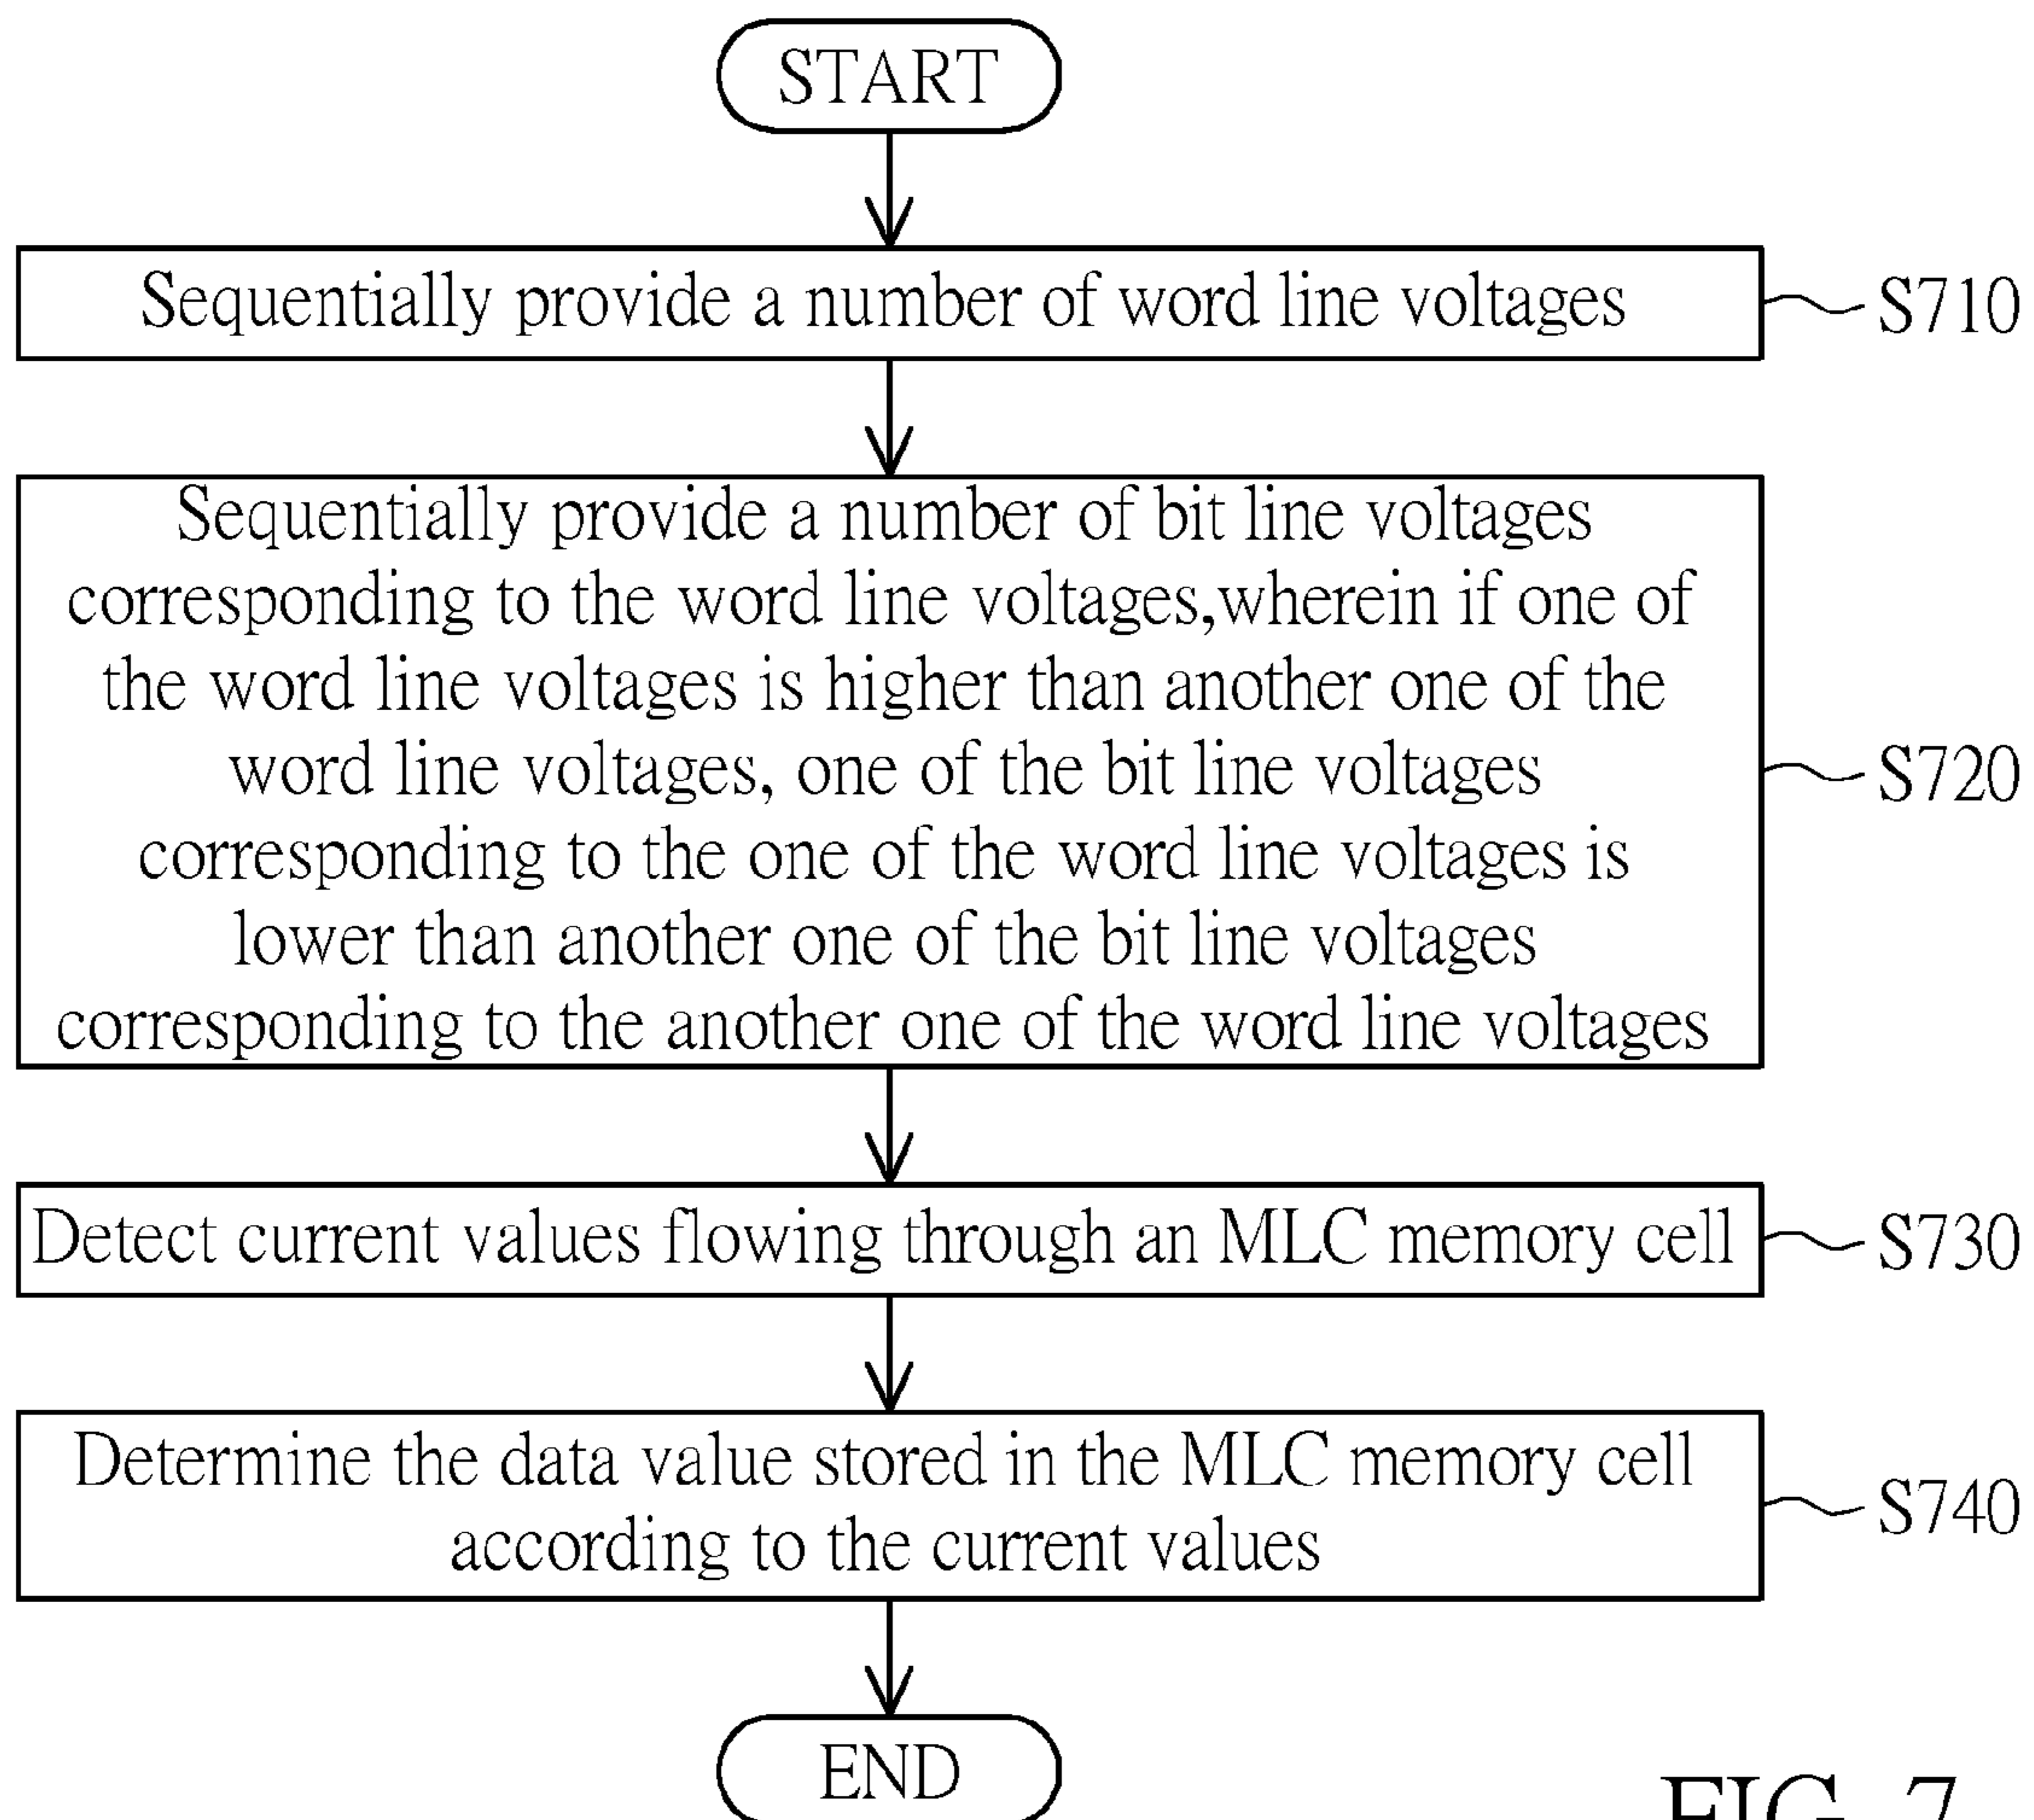 START
Sequentially provide a number of word line voltages
S710
Sequentially provide a number of bit line voltages
corresponding to the word line voltages,wherein if one of
the word line voltages is higher than another one of the
word line voltages, one of the bit line voltages
corresponding to the one of the word line voltages is
lower than another one of the bit line voltages
corresponding to the another one of the word line voltages
S720
Detect current values flowing through an MLC memory cell
S730
Determine the data value stored in the MLC memory cell
according to the current values
S740
END
FIG. 7